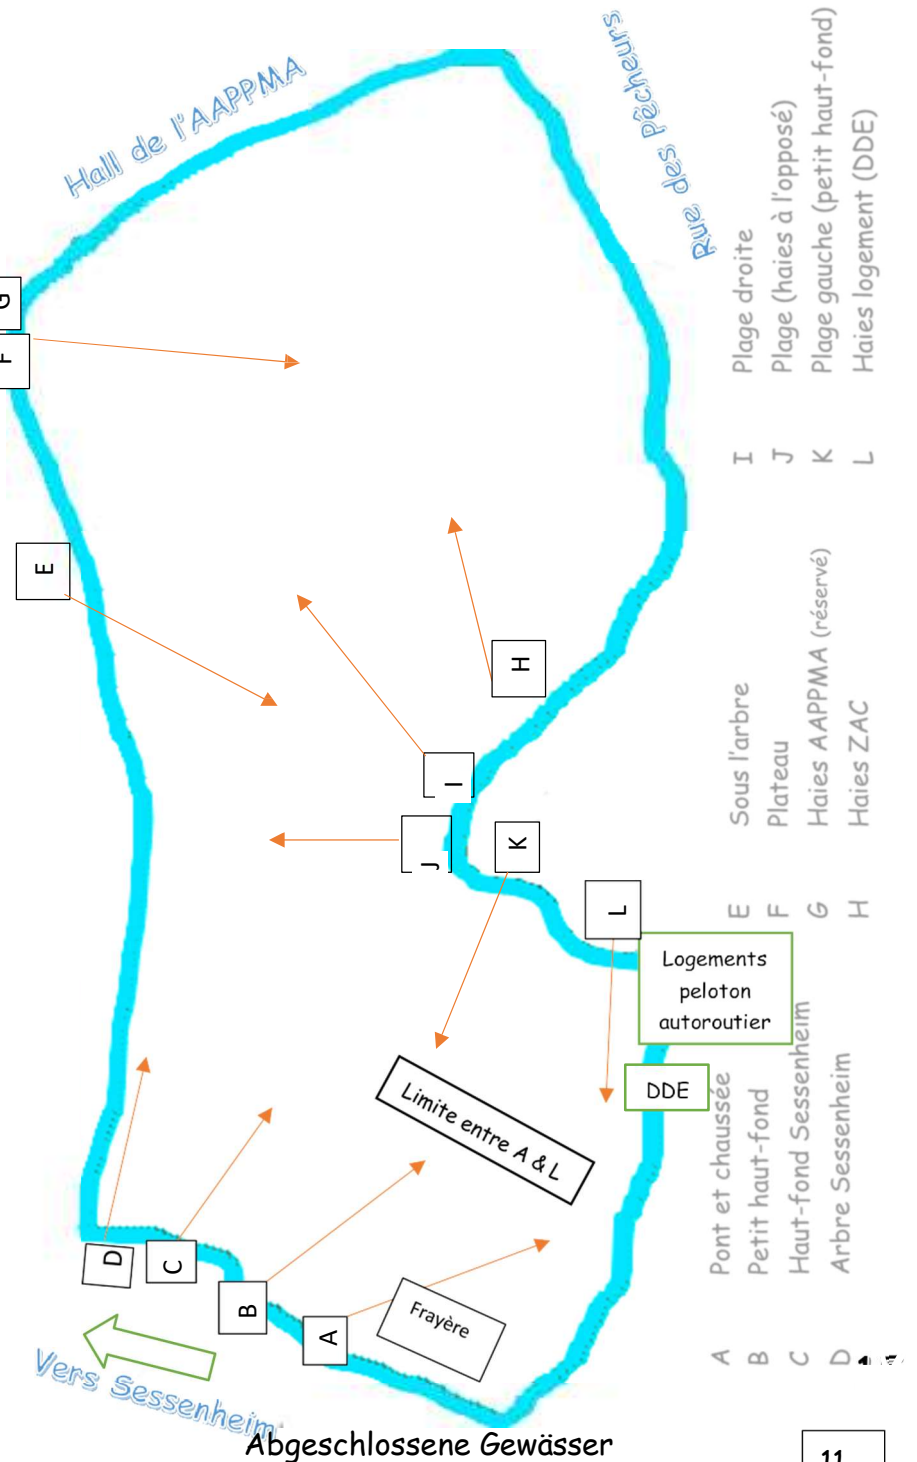 Hall de l'AAPPMA
Rue des Pêcheurs
G
F
E
H
I
J
K
L
D
C
B
A
Limite entre A & L
Frayère
Logements
peloton
autoroutier
DDE
Vers Sessenheim
A Pont et chaussée
B Petit haut-fond
C Haut-fond Sessenheim
D Arbre Sessenheim
E Sous l'arbre
F Plateau
G Haies AAPPMA (réservé)
H Haies ZAC
I Plage droite
J Plage (haies à l'opposé)
K Plage gauche (petit haut-fond)
L Haies logement (DDE)
Abgeschlossene Gewässer
11